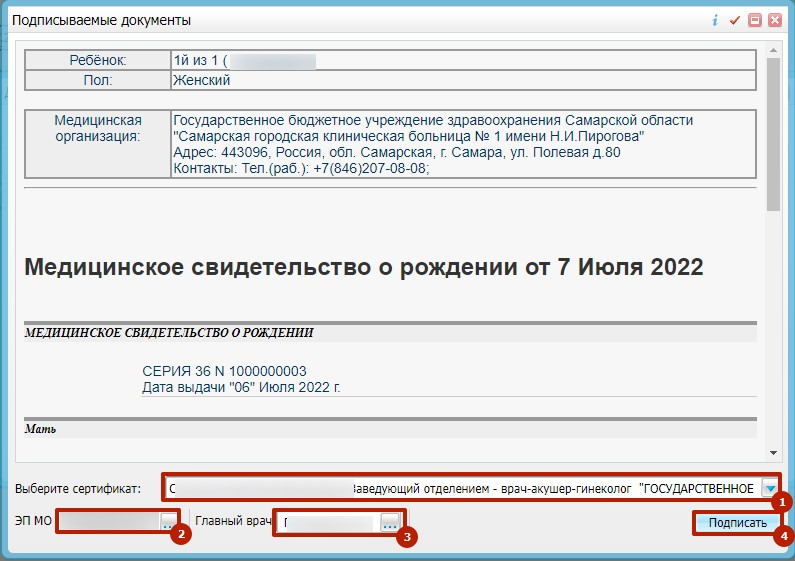 Подписываемые документы
Ребёнок: 1й из 1 (
Пол: Женский
Медицинская организация: Государственное бюджетное учреждение здравоохранения Самарской области
"Самарская городская клиническая больница № 1 имени Н.И.Пирогова"
Адрес: 443096, Россия, обл. Самарская, г. Самара, ул. Полевая д.80
Контакты: Тел.(раб.): +7(846)207-08-08;
Медицинское свидетельство о рождении от 7 Июля 2022
МЕДИЦИНСКОЕ СВИДЕТЕЛЬСТВО О РОЖДЕНИИ
СЕРИЯ 36 N 1000000003
Дата выдачи "06" Июля 2022 г.
Мать
Выберите сертификат: Заведующий отделением - врач-акушер-гинеколог "ГОСУДАРСТВЕННОЕ
1
ЭП МО ... 2 Главный врач ... 3 Подписать 4